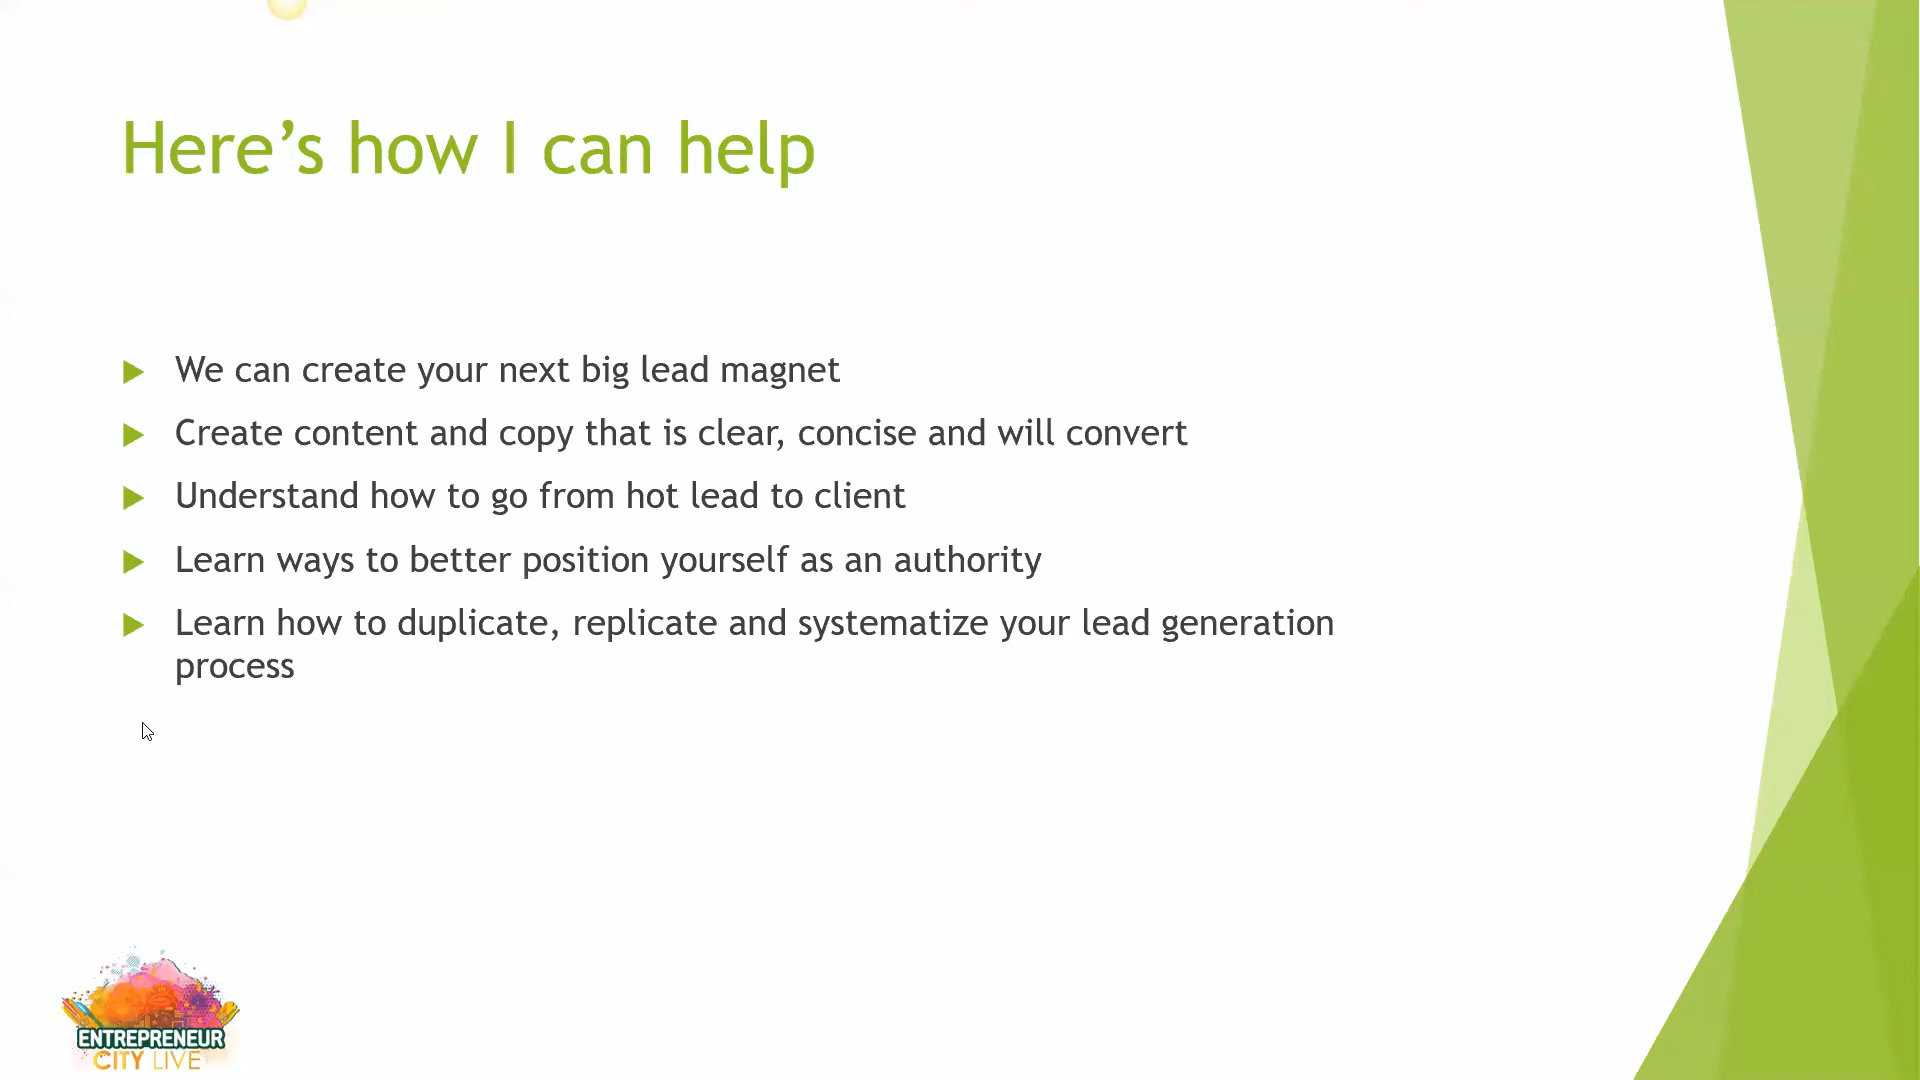 Here’s how I can help
We can create your next big lead magnet
Create content and copy that is clear, concise and will convert
Understand how to go from hot lead to client
Learn ways to better position yourself as an authority
Learn how to duplicate, replicate and systematize your lead generation
process
ENTREPRENEUR
CITY LIVE